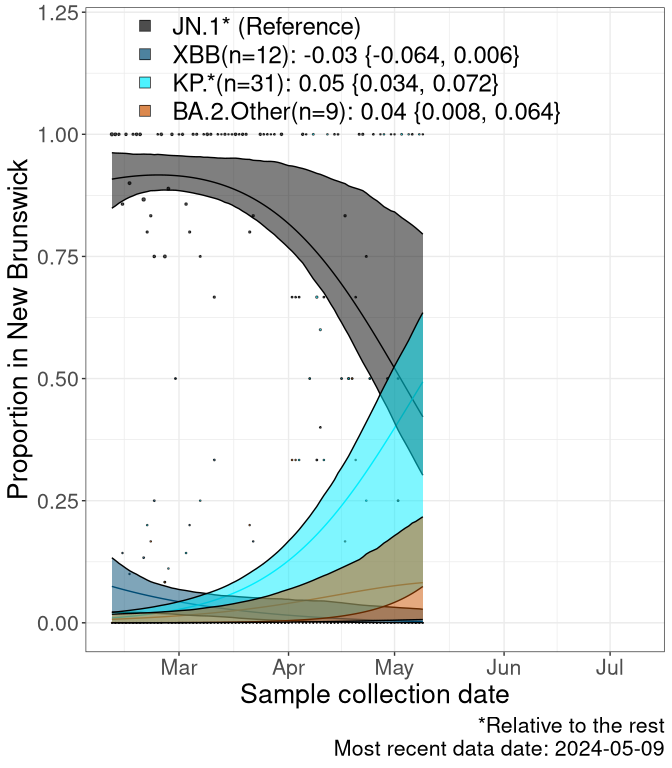 JN.1* (Reference)
XBB(n=12): -0.03 {-0.064, 0.006}
KP.*(n=31): 0.05 {0.034, 0.072}
BA.2.Other(n=9): 0.04 {0.008, 0.064}
1.25
1.00
0.75
0.50
0.25
0.00
Proportion in New Brunswick
Mar Apr May Jun Jul
Sample collection date
*Relative to the rest
Most recent data date: 2024-05-09